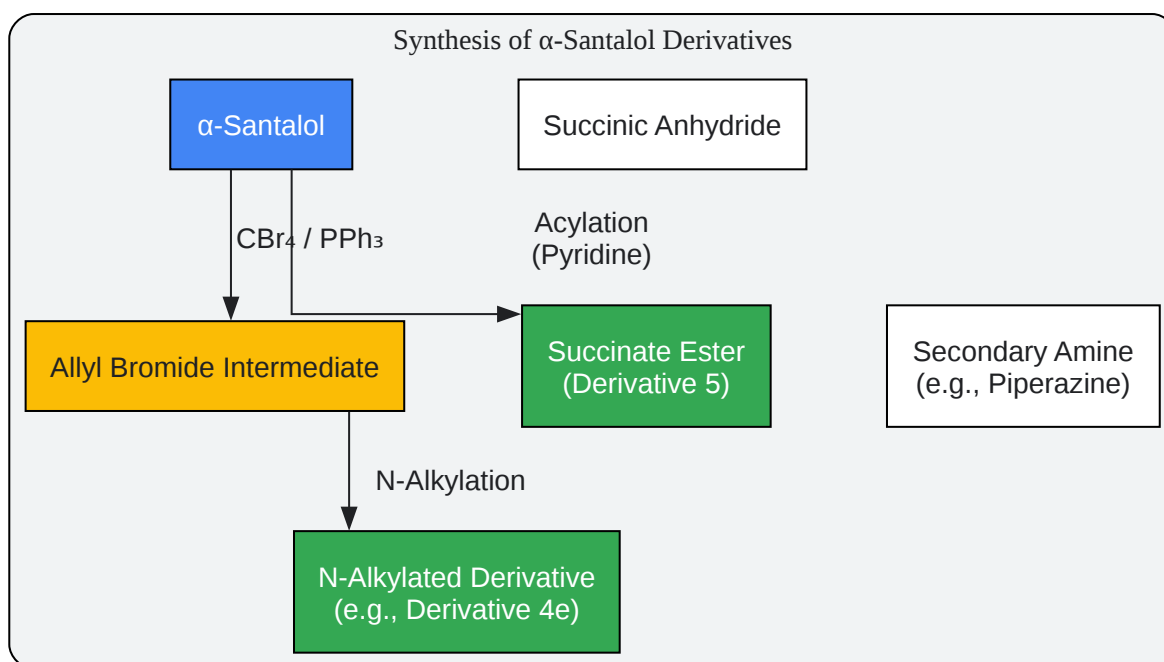 Synthesis of α-Santalol Derivatives
α-Santalol
Succinic Anhydride
CBr₄ / PPh₃
Acylation
(Pyridine)
Allyl Bromide Intermediate
Succinate Ester
(Derivative 5)
Secondary Amine
(e.g., Piperazine)
N-Alkylation
N-Alkylated Derivative
(e.g., Derivative 4e)